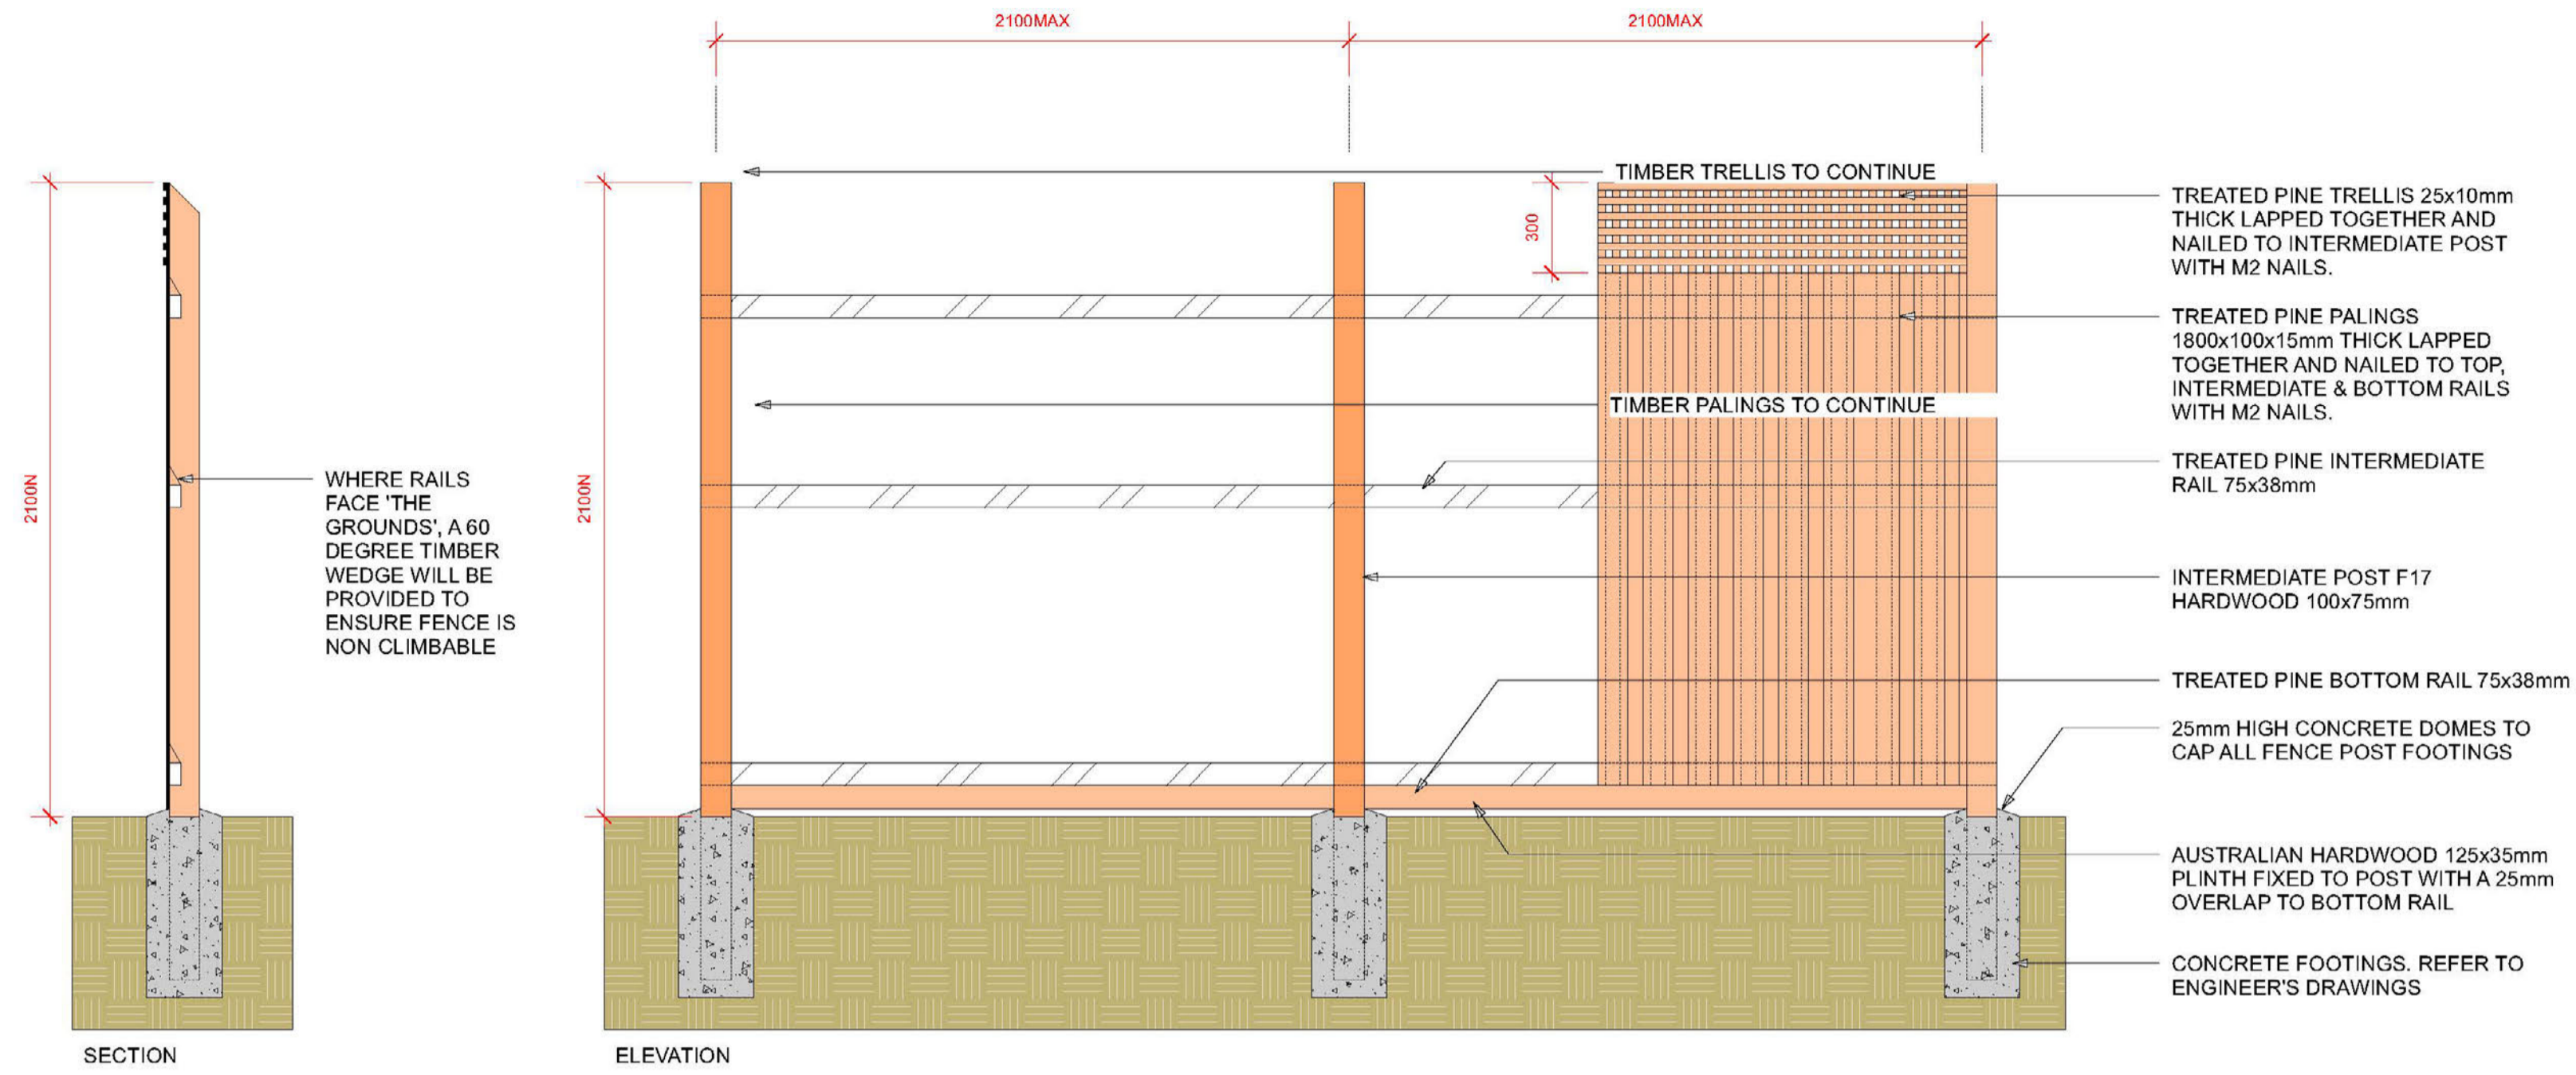 2100MAX
2100MAX
2100N
WHERE RAILS
FACE 'THE
GROUNDS', A 60
DEGREE TIMBER
WEDGE WILL BE
PROVIDED TO
ENSURE FENCE IS
NON CLIMBABLE
SECTION
2100N
TIMBER TRELLIS TO CONTINUE
300
TIMBER PALINGS TO CONTINUE
ELEVATION
TREATED PINE TRELLIS 25x10mm
THICK LAPPED TOGETHER AND
NAILED TO INTERMEDIATE POST
WITH M2 NAILS.
TREATED PINE PALINGS
1800x100x15mm THICK LAPPED
TOGETHER AND NAILED TO TOP,
INTERMEDIATE & BOTTOM RAILS
WITH M2 NAILS.
TREATED PINE INTERMEDIATE
RAIL 75x38mm
INTERMEDIATE POST F17
HARDWOOD 100x75mm
TREATED PINE BOTTOM RAIL 75x38mm
25mm HIGH CONCRETE DOMES TO
CAP ALL FENCE POST FOOTINGS
AUSTRALIAN HARDWOOD 125x35mm
PLINTH FIXED TO POST WITH A 25mm
OVERLAP TO BOTTOM RAIL
CONCRETE FOOTINGS. REFER TO
ENGINEER'S DRAWINGS